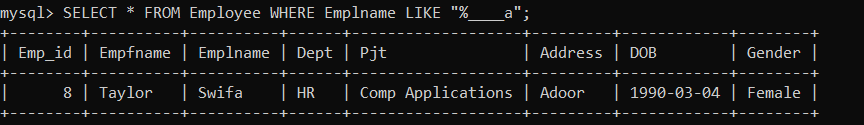 mysql> SELECT * FROM Employee WHERE Emplname LIKE "%____a";
+--------+----------+----------+------+-------------------+---------+------------+--------+
| Emp_id | Empfname | Emplname | Dept | Pjt               | Address | DOB        | Gender |
+--------+----------+----------+------+-------------------+---------+------------+--------+
|      8 | Taylor   | Swifa    | HR   | Comp Applications | Adoor   | 1990-03-04 | Female |
+--------+----------+----------+------+-------------------+---------+------------+--------+